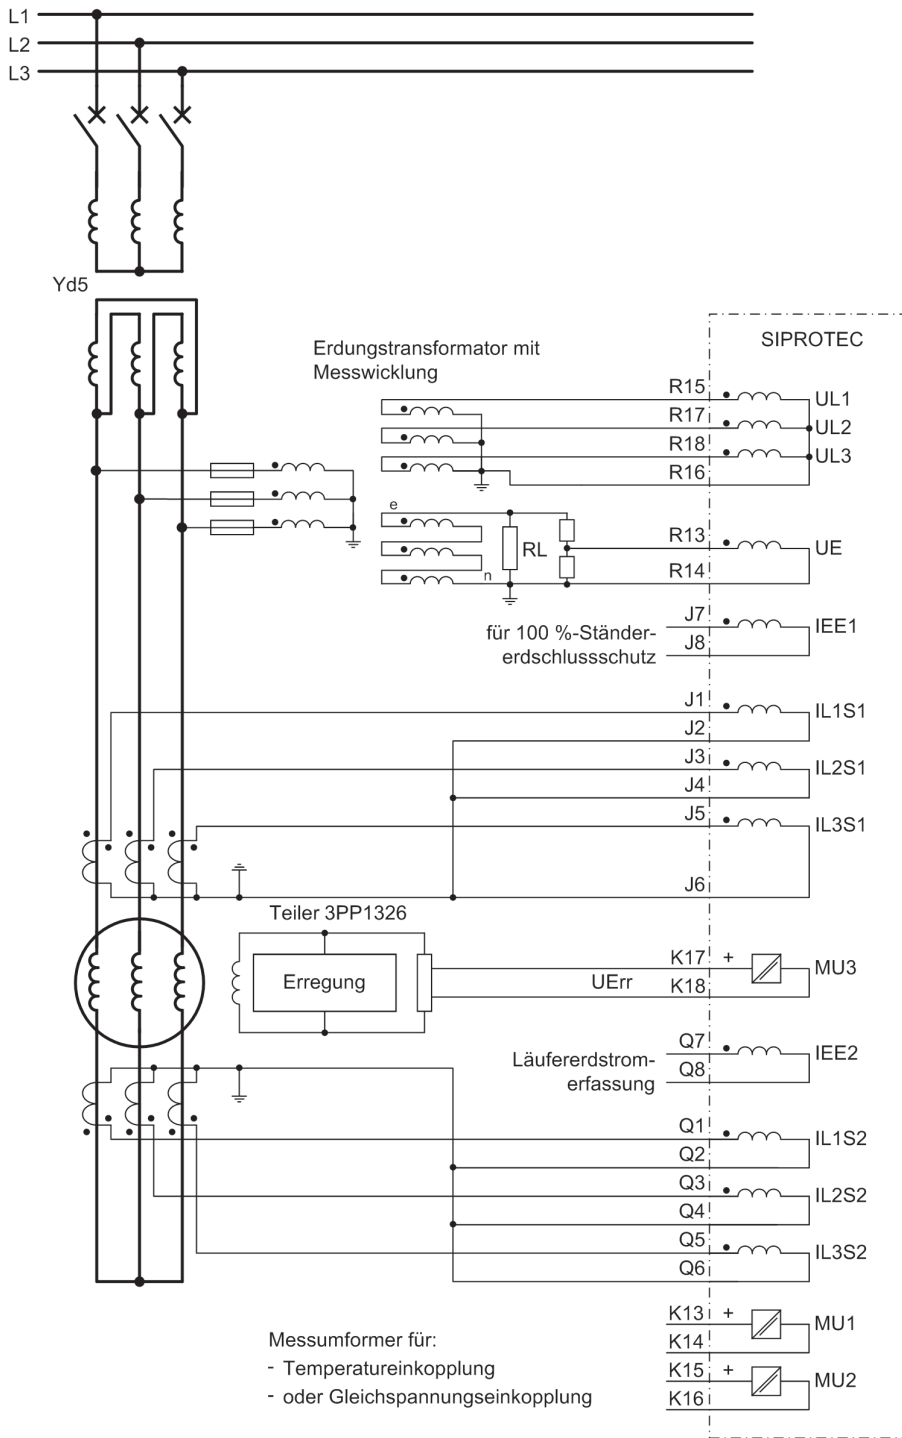 L1
L2
L3
Yd5
SIPROTEC
Erdungstransformator mit
Messwicklung
R15
UL1
R17
UL2
R18
UL3
R16
e
R13
RL
UE
R14
n
J7
für 100 %-Ständer-
IEE1
J8
erdschlussschutz
J1
IL1S1
J2
J3
IL2S1
J4
J5
IL3S1
J6
Teiler 3PP1326
K17
+
MU3
Erregung
UErr
K18
Q7
Läufererdstrom-
IEE2
Q8
erfassung
Q1
IL1S2
Q2
Q3
IL2S2
Q4
Q5
IL3S2
Q6
K13
+
MU1
Messumformer für:
K14
- Temperatureinkopplung
K15
+
MU2
- oder Gleichspannungseinkopplung
K16